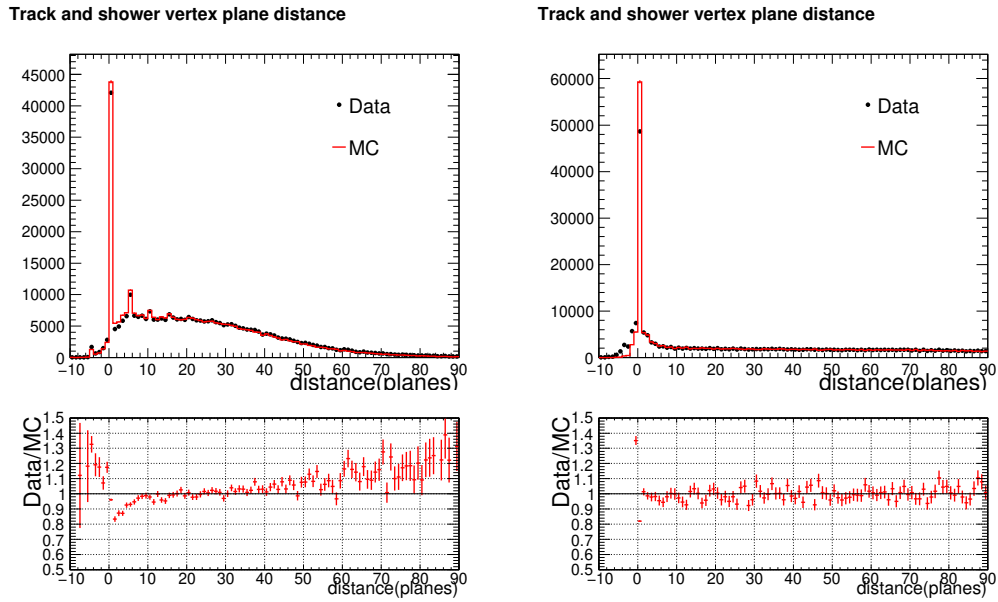 Track and shower vertex plane distance
45000
40000
35000
30000
25000
20000
15000
10000
5000
0
Data
MC
−10 0 10 20 30 40 50 60 70 80 90
distance(planes)
Data/MC
1.5
1.4
1.3
1.2
1.1
1
0.9
0.8
0.7
0.6
0.5
−10 0 10 20 30 40 50 60 70 80 90
distance(planes)
Track and shower vertex plane distance
60000
50000
40000
30000
20000
10000
0
Data
MC
−10 0 10 20 30 40 50 60 70 80 90
distance(planes)
Data/MC
1.5
1.4
1.3
1.2
1.1
1
0.9
0.8
0.7
0.6
0.5
−10 0 10 20 30 40 50 60 70 80 90
distance(planes)